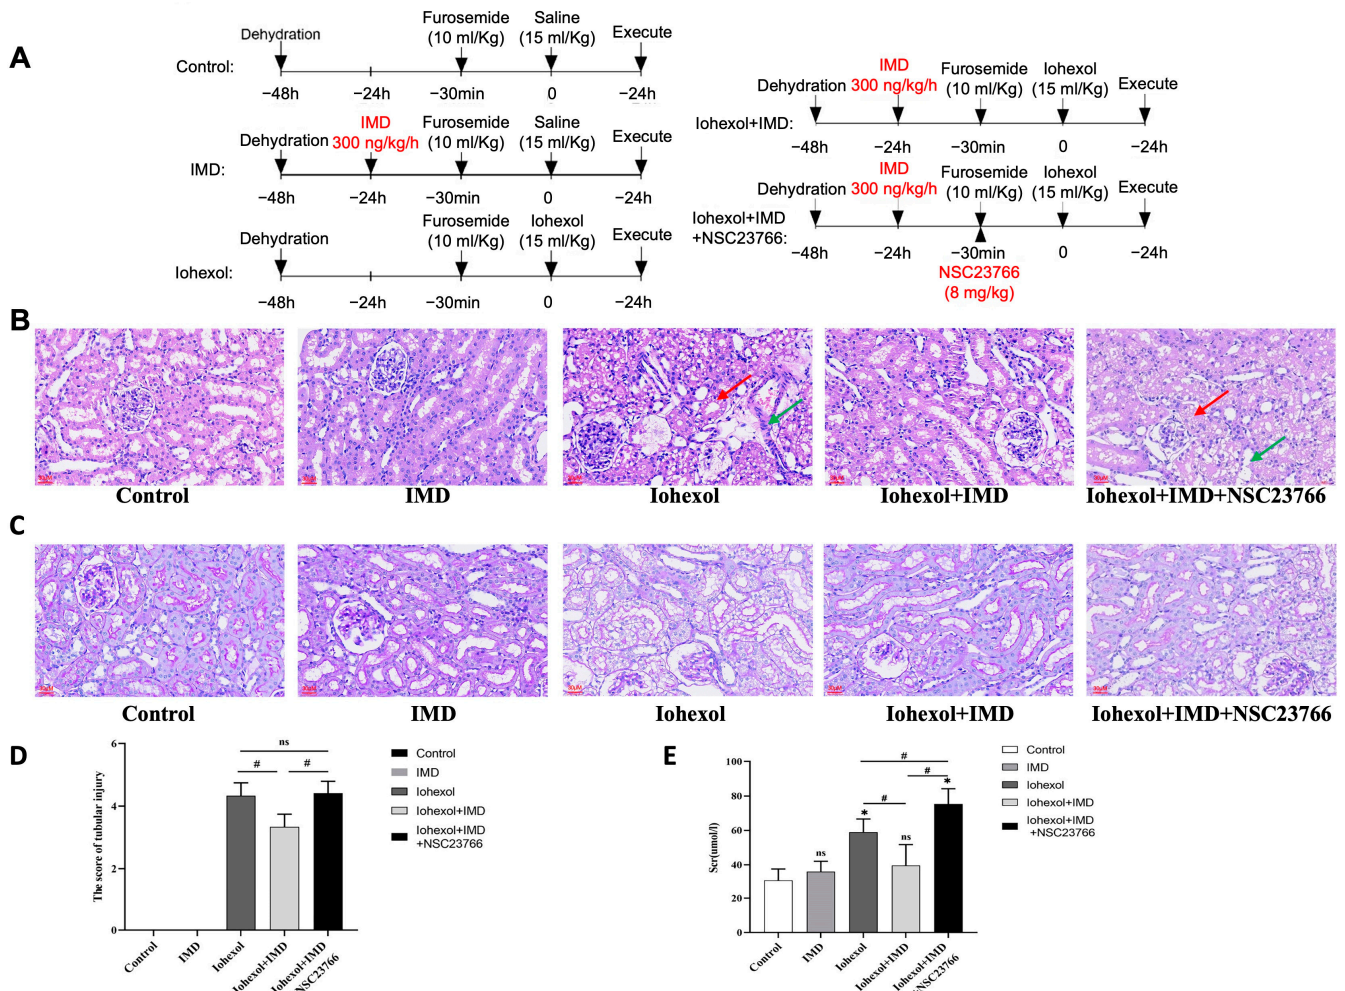 A
Control:
Dehydration
Furosemide
(10 ml/Kg)
Saline
(15 ml/Kg)
Execute
−48h
−24h
−30min
0
−24h
IMD:
Dehydration
IMD
300 ng/kg/h
Furosemide
(10 ml/Kg)
Saline
(15 ml/Kg)
Execute
−48h
−24h
−30min
0
−24h
Iohexol:
Dehydration
Furosemide
(10 ml/Kg)
Iohexol
(15 ml/Kg)
Execute
−48h
−24h
−30min
0
−24h
Iohexol+IMD:
Dehydration
IMD
300 ng/kg/h
Furosemide
(10 ml/Kg)
Iohexol
(15 ml/Kg)
Execute
−48h
−24h
−30min
0
−24h
Iohexol+IMD
+NSC23766:
Dehydration
IMD
300 ng/kg/h
Furosemide
(10 ml/Kg)
Iohexol
(15 ml/Kg)
Execute
−48h
−24h
−30min
0
−24h
NSC23766
(8 mg/kg)
B
Control
IMD
Iohexol
Iohexol+IMD
Iohexol+IMD+NSC23766
C
Control
IMD
Iohexol
Iohexol+IMD
Iohexol+IMD+NSC23766
D
The score of tubular injury
6
4
2
0
ns
#
#
Control
IMD
Iohexol
Iohexol+IMD
Iohexol+IMD
Control
IMD
Iohexol
Iohexol+IMD
Iohexol+IMD
+NSC23766
E
Scr(umol/l)
100
80
60
40
20
0
ns
*
#
ns
#
#
*
Control
IMD
Iohexol
Iohexol+IMD
Iohexol+IMD
Control
IMD
Iohexol
Iohexol+IMD
Iohexol+IMD
+NSC23766